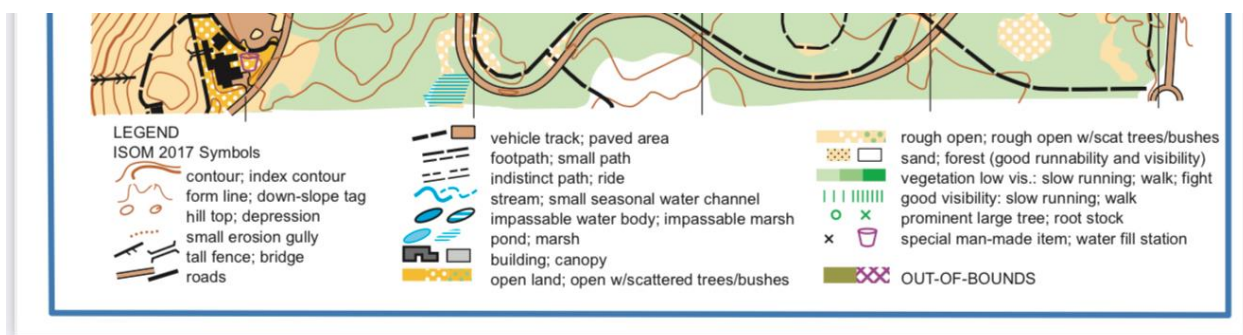 LEGEND
ISOM 2017 Symbols
contour; index contour
form line; down-slope tag
hill top; depression
small erosion gully
tall fence; bridge
roads
vehicle track; paved area
footpath; small path
indistinct path; ride
stream; small seasonal water channel
impassable water body; impassable marsh
pond; marsh
building; canopy
open land; open w/scattered trees/bushes
rough open; rough open w/scat trees/bushes
sand; forest (good runnability and visibility)
vegetation low vis.: slow running; walk; fight
good visibility: slow running; walk
prominent large tree; root stock
special man-made item; water fill station
OUT-OF-BOUNDS